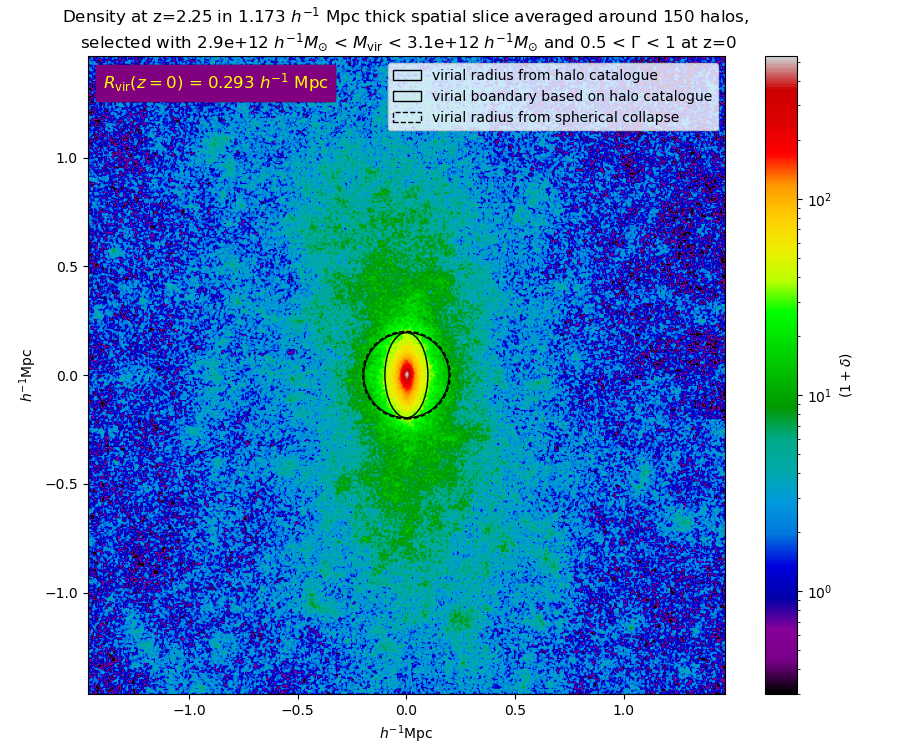 Density at z=2.25 in 1.173 h⁻¹ Mpc thick spatial slice averaged around 150 halos,
selected with 2.9e+12 h⁻¹M⊙ < Mvir < 3.1e+12 h⁻¹M⊙ and 0.5 < Γ < 1 at z=0
Rvir(z = 0) = 0.293 h⁻¹ Mpc
virial radius from halo catalogue
virial boundary based on halo catalogue
virial radius from spherical collapse
1.0
0.5
0.0
−0.5
−1.0
h⁻¹Mpc
−1.0
−0.5
0.0
0.5
1.0
h⁻¹Mpc
10²
10¹
10⁰
(1 + δ)